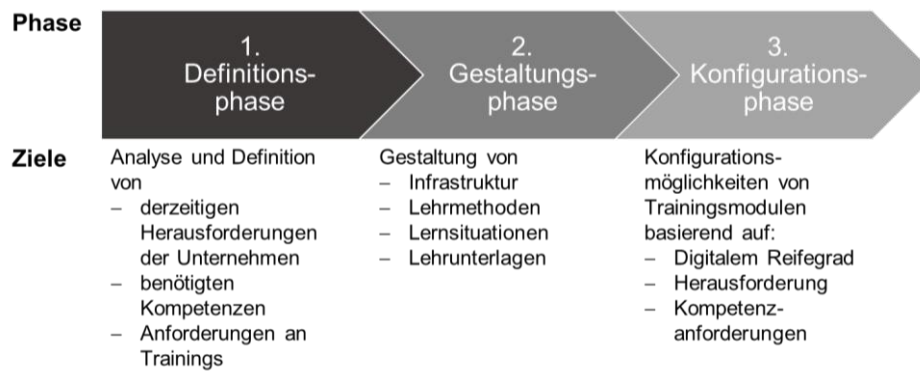 Phase
1.
Definitions-
phase
2.
Gestaltungs-
phase
3.
Konfigurations-
phase
Ziele
Analyse und Definition
von
– derzeitigen
Herausforderungen
der Unternehmen
– benötigten
Kompetenzen
– Anforderungen an
Trainings
Gestaltung von
– Infrastruktur
– Lehrmethoden
– Lernsituationen
– Lehrunterlagen
Konfigurations-
möglichkeiten von
Trainingsmodulen
basierend auf:
– Digitalem Reifegrad
– Herausforderung
– Kompetenz-
anforderungen